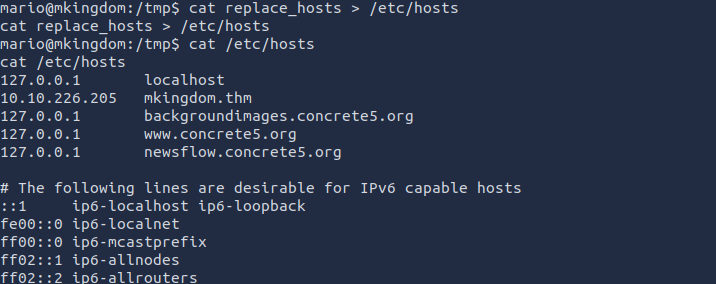 mario@mkingdom:/tmp$ cat replace_hosts > /etc/hosts
cat replace_hosts > /etc/hosts
mario@mkingdom:/tmp$ cat /etc/hosts
cat /etc/hosts
127.0.0.1       localhost
10.10.226.205   mkingdom.thm
127.0.0.1       backgroundimages.concrete5.org
127.0.0.1       www.concrete5.org
127.0.0.1       newsflow.concrete5.org

# The following lines are desirable for IPv6 capable hosts
::1     ip6-localhost ip6-loopback
fe00::0 ip6-localnet
ff00::0 ip6-mcastprefix
ff02::1 ip6-allnodes
ff02::2 ip6-allrouters